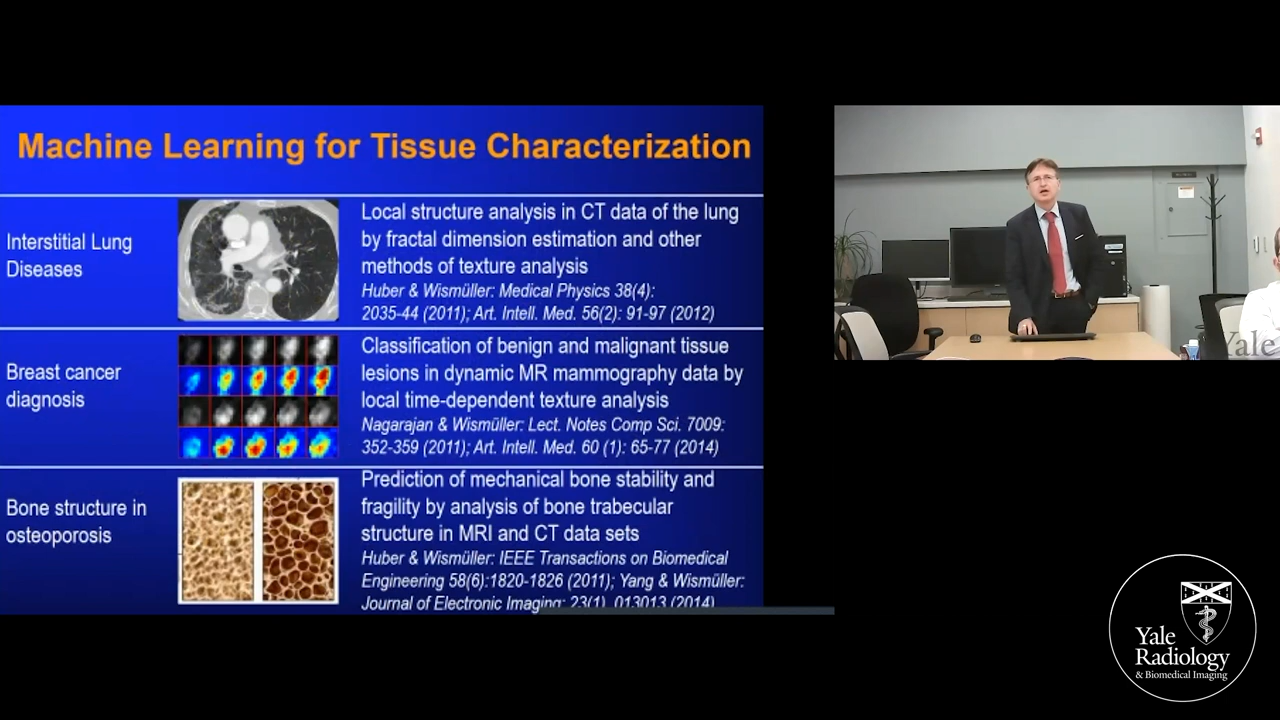 Machine Learning for Tissue Characterization
Interstitial Lung
Diseases
Local structure analysis in CT data of the lung
by fractal dimension estimation and other
methods of texture analysis
Huber & Wismüller: Medical Physics 38(4):
2035-44 (2011); Art. Intell. Med. 56(2): 91-97 (2012)
Breast cancer
diagnosis
Classification of benign and malignant tissue
lesions in dynamic MR mammography data by
local time-dependent texture analysis
Nagarajan & Wismüller: Lect. Notes Comp Sci. 7009:
352-359 (2011); Art. Intell. Med. 60 (1): 65-77 (2014)
Bone structure in
osteoporosis
Prediction of mechanical bone stability and
fragility by analysis of bone trabecular
structure in MRI and CT data sets
Huber & Wismüller: IEEE Transactions on Biomedical
Engineering 58(6):1820-1826 (2011); Yang & Wismüller:
Journal of Electronic Imaging: 23(1), 013013 (2014)
Yale
Yale
Radiology
& Biomedical Imaging